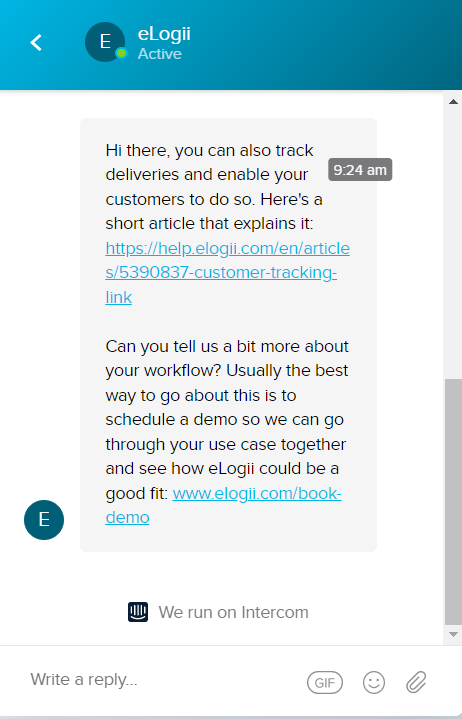 E
eLogii
Active
Hi there, you can also track
9:24 am
deliveries and enable your
customers to do so. Here's a
short article that explains it:
https://help.elogii.com/en/article
s/5390837-customer-tracking-
link
Can you tell us a bit more about
your workflow? Usually the best
way to go about this is to
schedule a demo so we can go
through your use case together
and see how eLogii could be a
good fit: www.elogii.com/book-
demo
E
We run on Intercom
Write a reply...
GIF